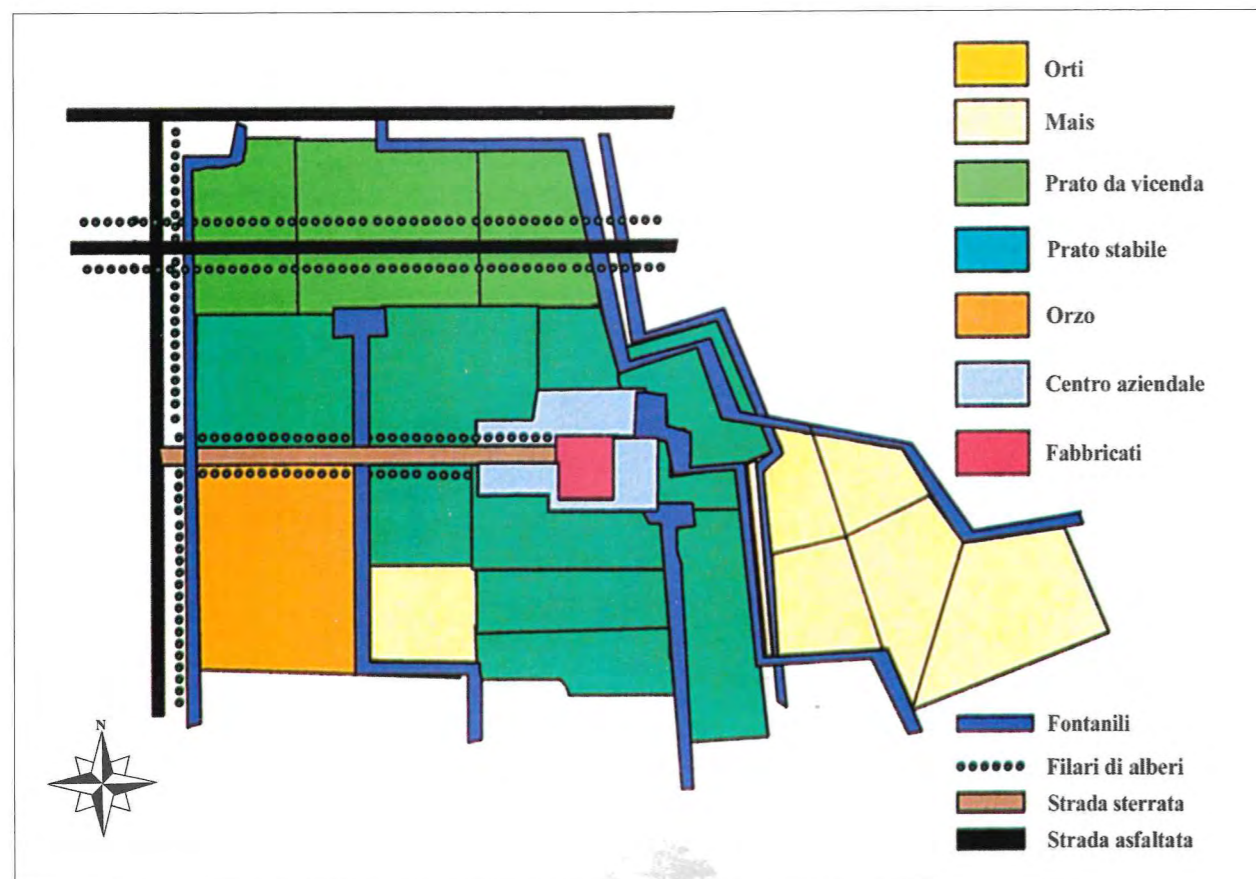 Orti
Mais
Prato da vicenda
Prato stabile
Orzo
Centro aziendale
Fabbricati
Fontanili
Filari di alberi
Strada sterrata
Strada asfaltata
N